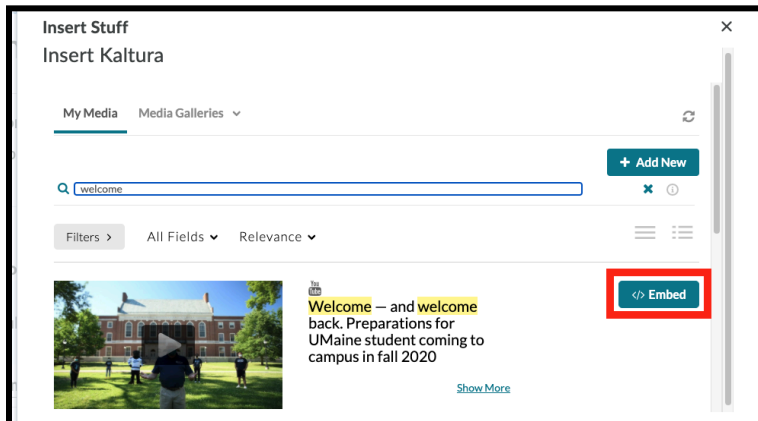 Insert Stuff
Insert Kaltura
My Media Media Galleries
+ Add New
welcome
Filters > All Fields Relevance
You
Tube
</> Embed
Welcome — and welcome
back. Preparations for
UMaine student coming to
campus in fall 2020
Show More